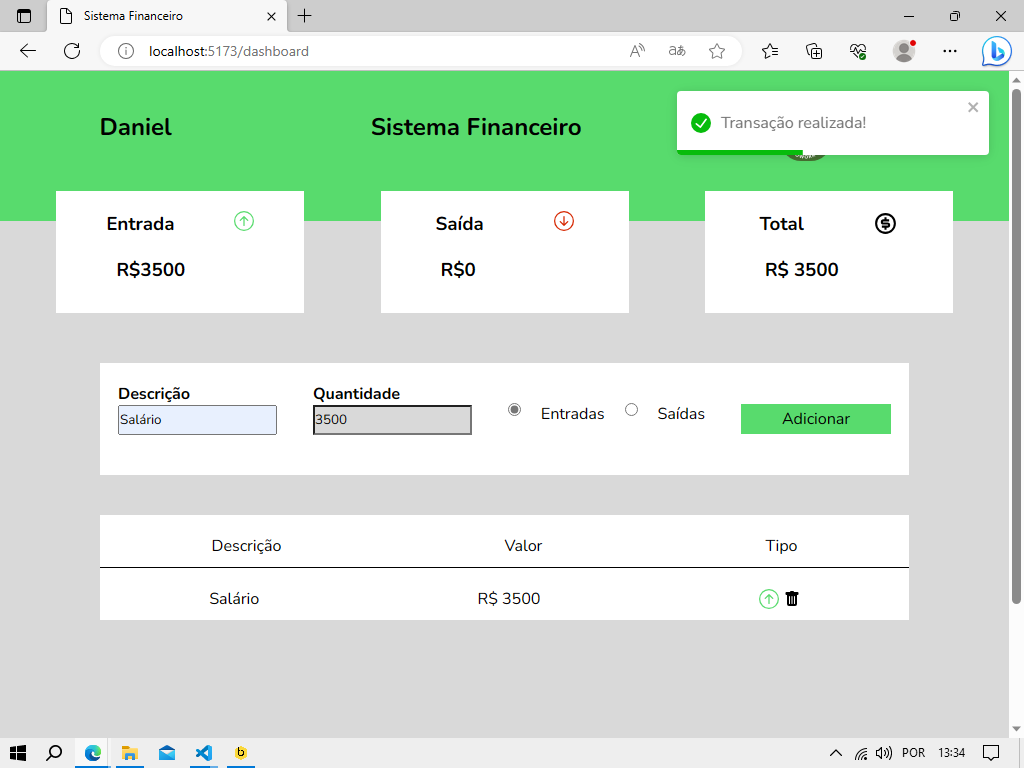 Sistema Financeiro
localhost:5173/dashboard
Daniel
Sistema Financeiro
Transação realizada!
Entrada
R$3500
Saída
R$0
Total
R$ 3500
Descrição
Quantidade
Salário
3500
Entradas
Saídas
Adicionar
Descrição Valor Tipo
Salário R$ 3500
POR 13:34